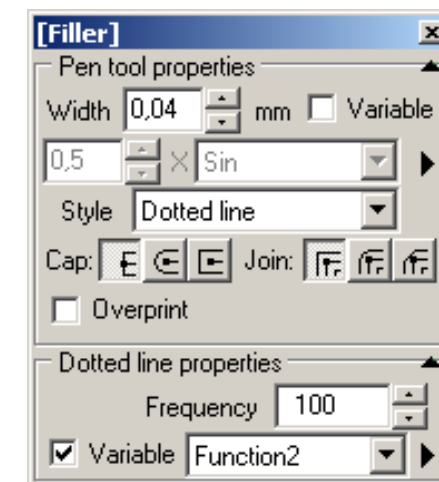 [Filler]
Pen tool properties
Width 0,04 mm Variable
0,5 X Sin
Style Dotted line
Cap: Join:
Overprint
Dotted line properties
Frequency 100
Variable Function2